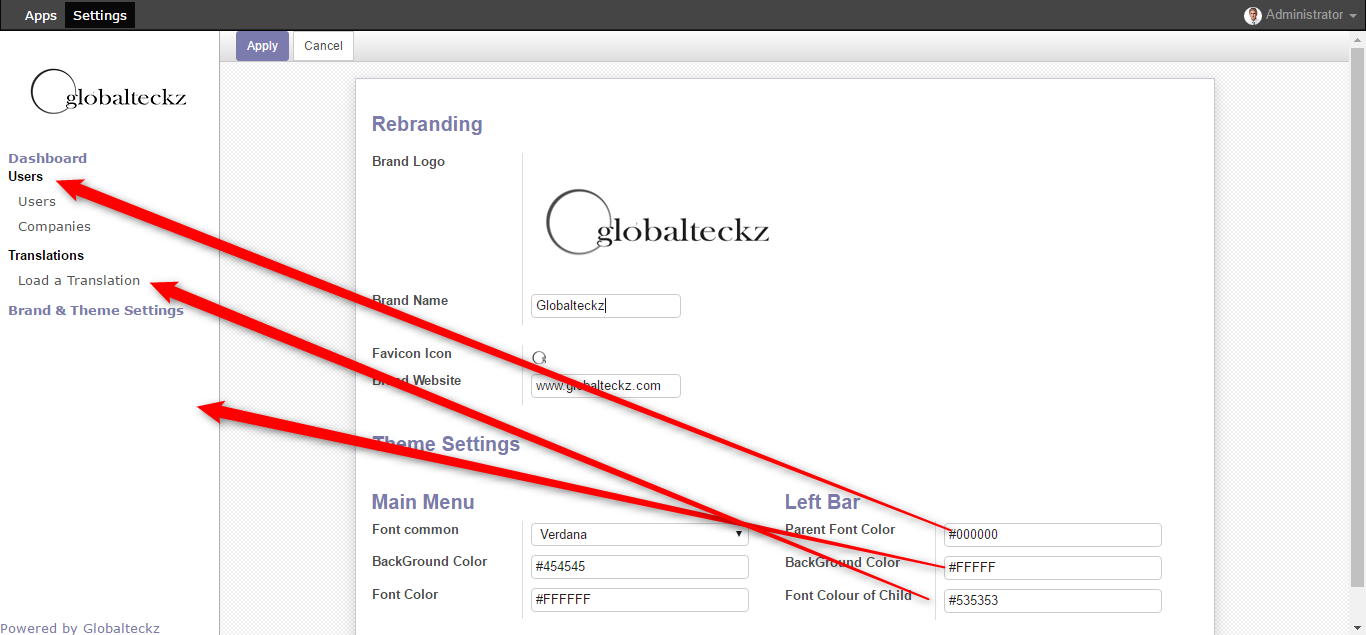 Apps Settings Administrator
Apply Cancel
globalteckz
Dashboard
Users
Users
Companies
Translations
Load a Translation
Brand & Theme Settings
Powered by Globalteckz
Rebranding
Brand Logo
globalteckz
Brand Name Globalteckz
Favicon Icon
Brand Website www.globalteckz.com
Theme Settings
Main Menu
Font common Verdana
BackGround Color #454545
Font Color #FFFFFF
Left Bar
Parent Font Color #000000
BackGround Color #FFFFF
Font Colour of Child #535353